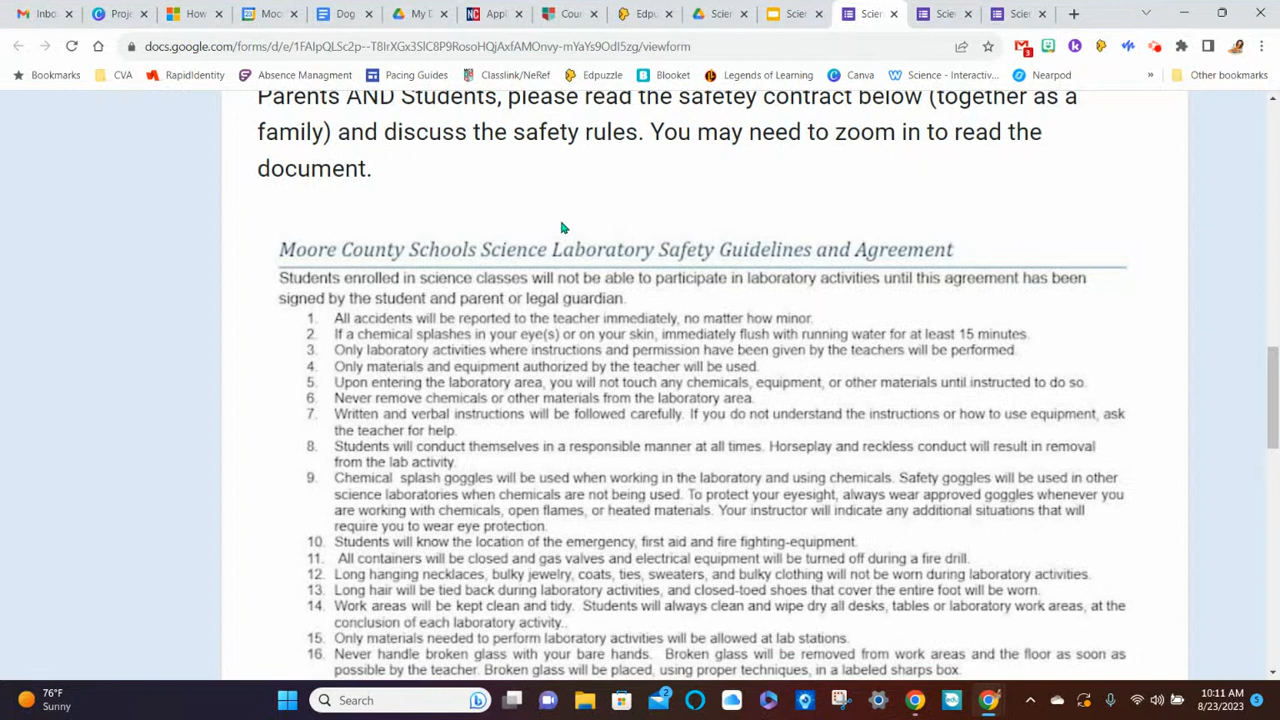 Inbo
Proje
How
Moo
Dog
My D
Appl
Cour
Edpu
Scier
Scier
Scien
Scier
Scier
docs.google.com/forms/d/e/1FAIpQLSc2p--T8IrXGx3SlC8P9RosoHQjAxfAMOnvy-mYaYs9OdI5zg/viewform
3
Bookmarks
CVA
RapidIdentity
Absence Managment
Pacing Guides
Classlink/NeRef
Edpuzzle
Blooket
Legends of Learning
Canva
Science - Interactiv...
Nearpod
»
Other bookmarks
Parents AND Students, please read the safetey contract below (together as a
family) and discuss the safety rules. You may need to zoom in to read the
document.
Moore County Schools Science Laboratory Safety Guidelines and Agreement
Students enrolled in science classes will not be able to participate in laboratory activities until this agreement has been
signed by the student and parent or legal guardian.
1. All accidents will be reported to the teacher immediately, no matter how minor.
2. If a chemical splashes in your eye(s) or on your skin, immediately flush with running water for at least 15 minutes.
3. Only laboratory activities where instructions and permission have been given by the teachers will be performed.
4. Only materials and equipment authorized by the teacher will be used.
5. Upon entering the laboratory area, you will not touch any chemicals, equipment, or other materials until instructed to do so.
6. Never remove chemicals or other materials from the laboratory area.
7. Written and verbal instructions will be followed carefully. If you do not understand the instructions or how to use equipment, ask
the teacher for help.
8. Students will conduct themselves in a responsible manner at all times. Horseplay and reckless conduct will result in removal
from the lab activity.
9. Chemical splash goggles will be used when working in the laboratory and using chemicals. Safety goggles will be used in other
science laboratories when chemicals are not being used. To protect your eyesight, always wear approved goggles whenever you
are working with chemicals, open flames, or heated materials. Your instructor will indicate any additional situations that will
require you to wear eye protection.
10. Students will know the location of the emergency, first aid and fire fighting-equipment.
11. All containers will be closed and gas valves and electrical equipment will be turned off during a fire drill.
12. Long hanging necklaces, bulky jewelry, coats, ties, sweaters, and bulky clothing will not be worn during laboratory activities.
13. Long hair will be tied back during laboratory activities, and closed-toed shoes that cover the entire foot will be worn.
14. Work areas will be kept clean and tidy. Students will always clean and wipe dry all desks, tables or laboratory work areas, at the
conclusion of each laboratory activity..
15. Only materials needed to perform laboratory activities will be allowed at lab stations.
16. Never handle broken glass with your bare hands. Broken glass will be removed from work areas and the floor as soon as
possible by the teacher. Broken glass will be placed, using proper techniques, in a labeled sharps box.
76°F
Sunny
Search
2
10:11 AM
8/23/2023
5